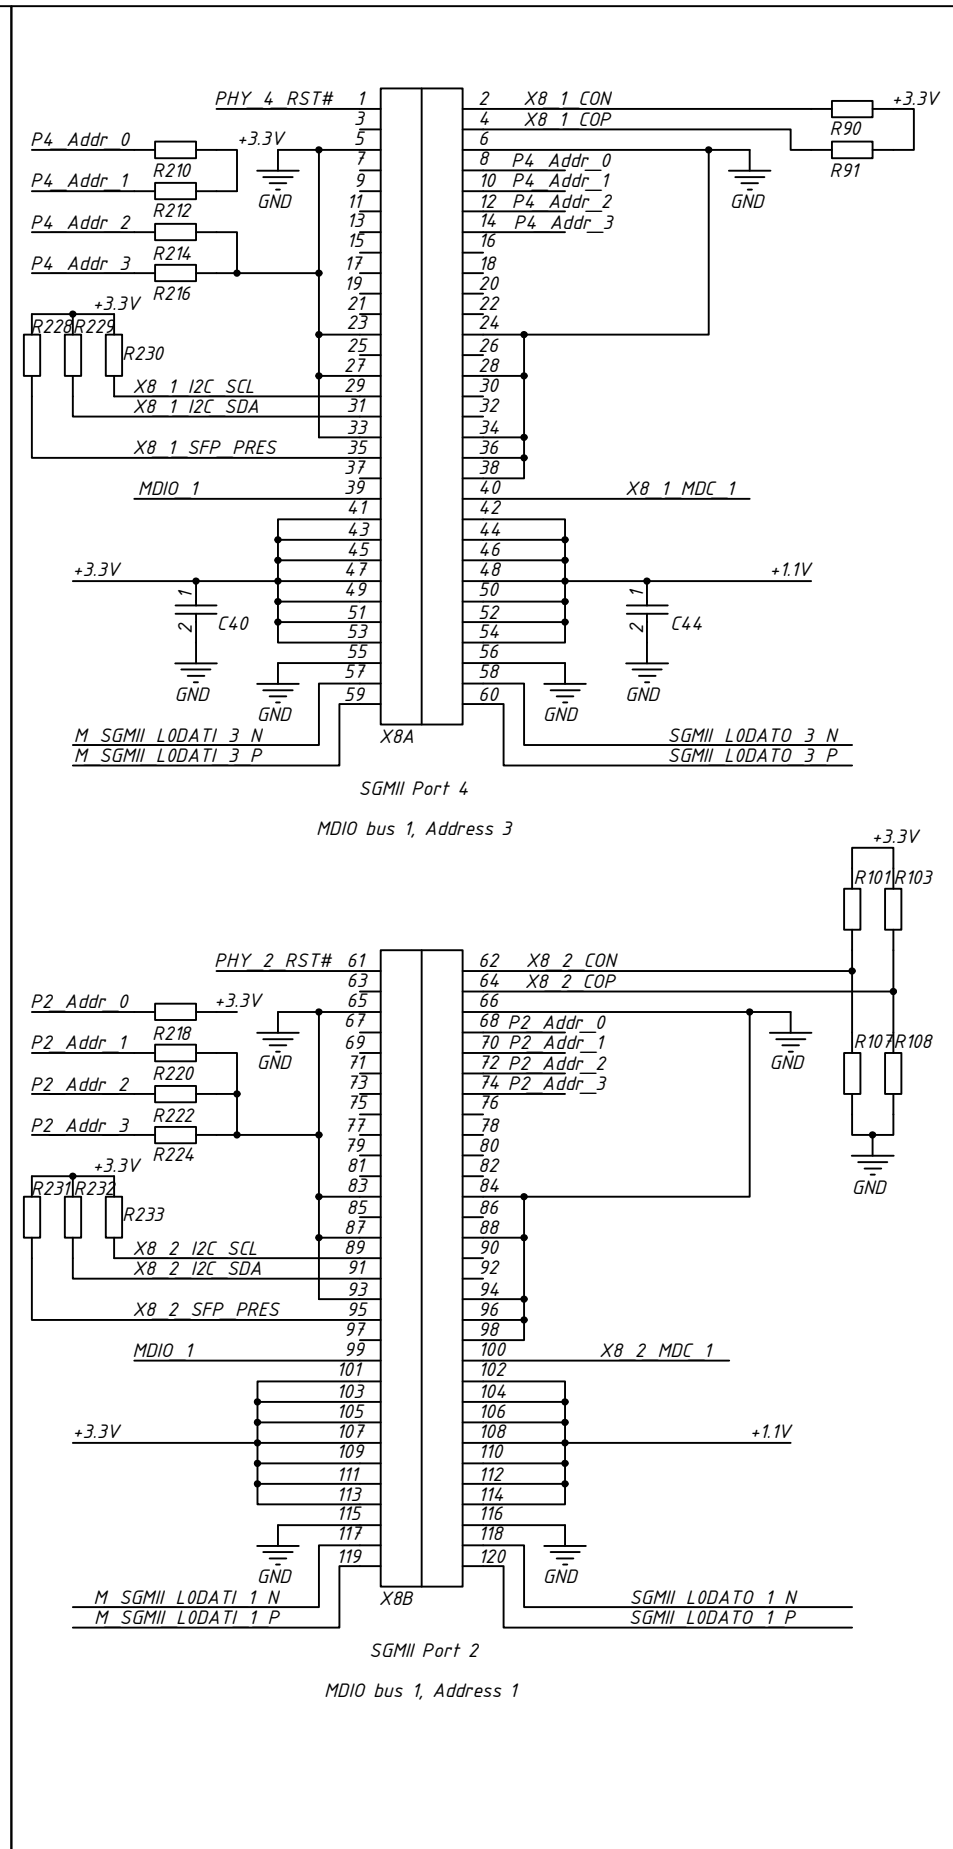 PHY_4_RST# 1 2 X8_1_CON +3.3V
3 4 X8_1_COP R90
P4_Addr_0 +3.3V 5 6 R91
R210 7 8 P4_Addr_0
P4_Addr_1 GND 9 10 P4_Addr_1 GND
R212 11 12 P4_Addr_2
P4_Addr_2 13 14 P4_Addr_3
R214 15 16
P4_Addr_3 17 18
R216 19 20
+3.3V 21 22
R228 R229 23 24
R230 25 26
27 28
X8_1_I2C_SCL 29 30
X8_1_I2C_SDA 31 32
33 34
X8_1_SFP_PRES 35 36
37 38
MDIO_1 39 40 X8_1_MDC_1
41 42
43 44
45 46
+3.3V 47 48 +1.1V
1 49 50 1
2 C40 51 52 2 C44
53 54
55 56
GND 57 58 GND
GND 59 60 GND
M_SGMII_L0DATI_3_N X8A SGMII_L0DATO_3_N
M_SGMII_L0DATI_3_P SGMII_L0DATO_3_P
SGMII Port 4
MDIO bus 1, Address 3
+3.3V
R101 R103
PHY_2_RST# 61 62 X8_2_CON
63 64 X8_2_COP
P2_Addr_0 +3.3V 65 66
R218 67 68 P2_Addr_0
P2_Addr_1 GND 69 70 P2_Addr_1 GND R107 R108
R220 71 72 P2_Addr_2
P2_Addr_2 73 74 P2_Addr_3
R222 75 76
P2_Addr_3 77 78
R224 79 80
+3.3V 81 82
R231 R232 83 84 GND
R233 85 86
87 88
X8_2_I2C_SCL 89 90
X8_2_I2C_SDA 91 92
93 94
X8_2_SFP_PRES 95 96
97 98
MDIO_1 99 100 X8_2_MDC_1
101 102
103 104
105 106
+3.3V 107 108 +1.1V
109 110
111 112
113 114
115 116
117 118
GND 119 120 GND
M_SGMII_L0DATI_1_N X8B SGMII_L0DATO_1_N
M_SGMII_L0DATI_1_P SGMII_L0DATO_1_P
SGMII Port 2
MDIO bus 1, Address 1